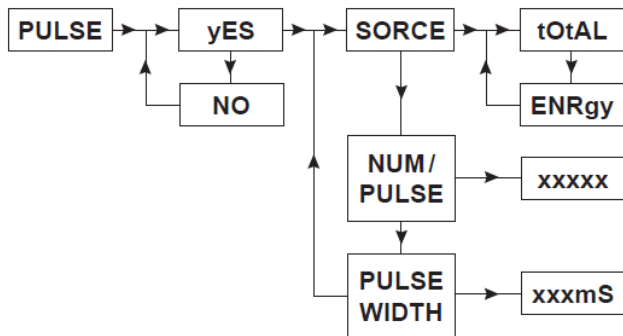 PULSE
yES
SORCE
tOtAL
NO
ENRgy
NUM/
PULSE
xxxxx
PULSE
WIDTH
xxxmS